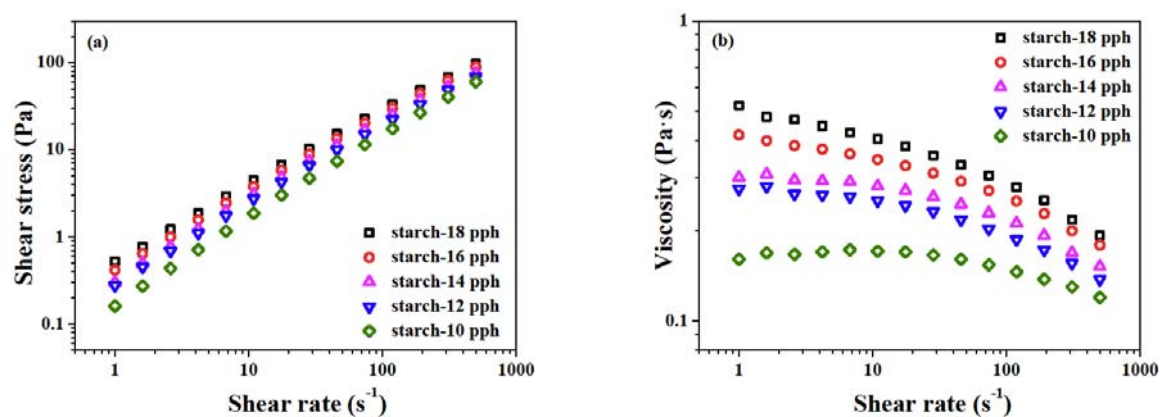 (a)
100
10
1
0.1
Shear stress (Pa)
starch-18 pph
starch-16 pph
starch-14 pph
starch-12 pph
starch-10 pph
1 10 100 1000
Shear rate (s⁻¹)
(b)
1
0.1
Viscosity (Pa·s)
starch-18 pph
starch-16 pph
starch-14 pph
starch-12 pph
starch-10 pph
1 10 100 1000
Shear rate (s⁻¹)